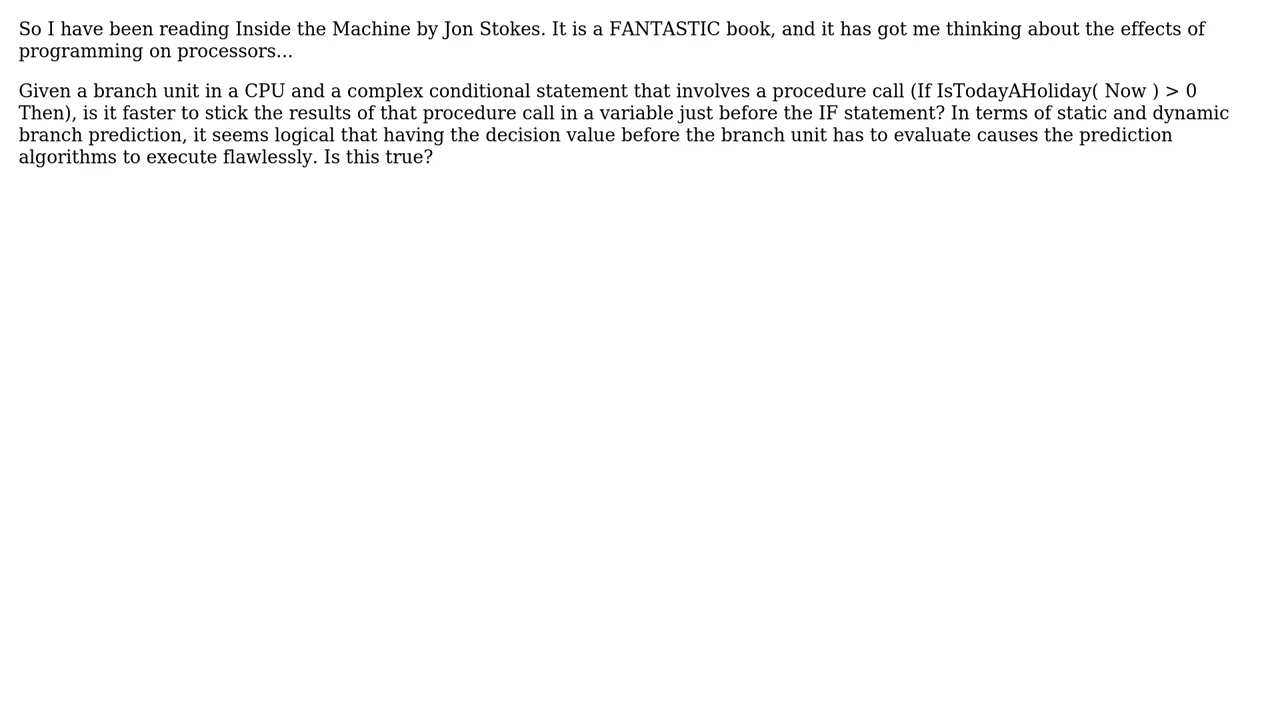 So I have been reading Inside the Machine by Jon Stokes. It is a FANTASTIC book, and it has got me thinking about the effects of
programming on processors...
Given a branch unit in a CPU and a complex conditional statement that involves a procedure call (If IsTodayAHoliday( Now ) > 0
Then), is it faster to stick the results of that procedure call in a variable just before the IF statement? In terms of static and dynamic
branch prediction, it seems logical that having the decision value before the branch unit has to evaluate causes the prediction
algorithms to execute flawlessly. Is this true?